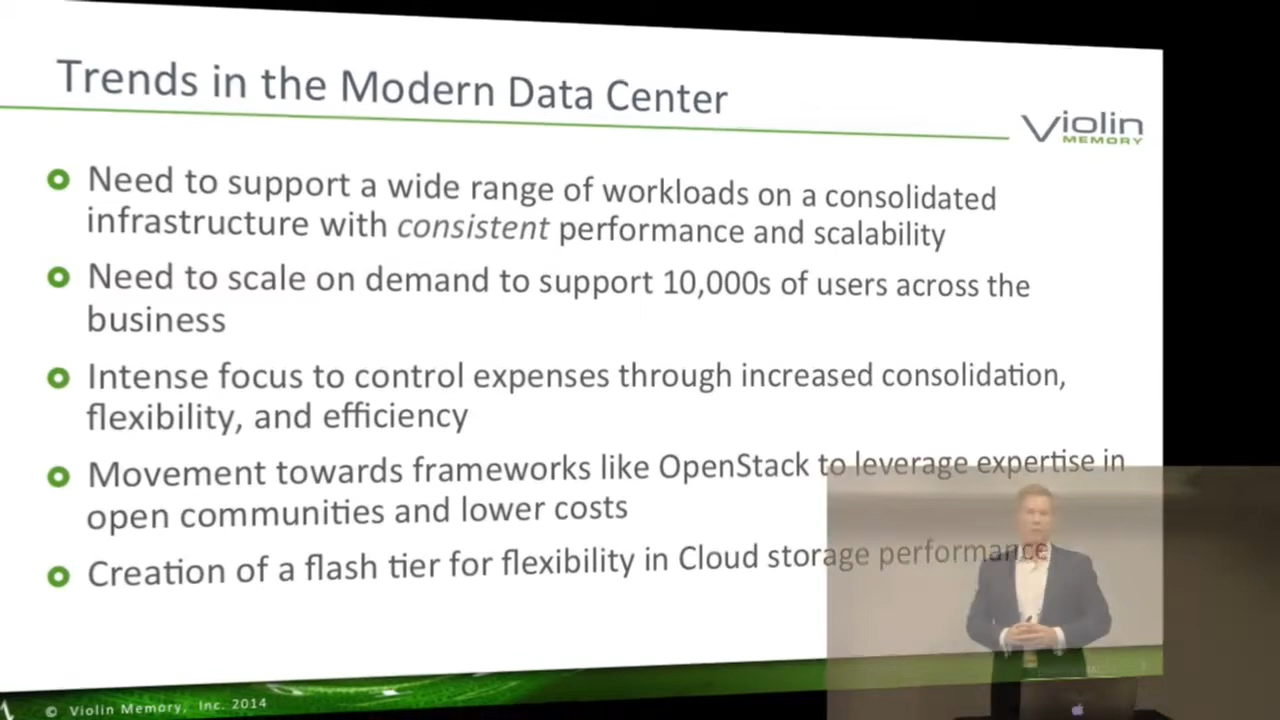 Trends in the Modern Data Center
Violin
MEMORY
Need to support a wide range of workloads on a consolidated
infrastructure with consistent performance and scalability
Need to scale on demand to support 10,000s of users across the
business
Intense focus to control expenses through increased consolidation,
flexibility, and efficiency
Movement towards frameworks like OpenStack to leverage expertise in
open communities and lower costs
Creation of a flash tier for flexibility in Cloud storage performance
© Violin Memory, Inc. 2014